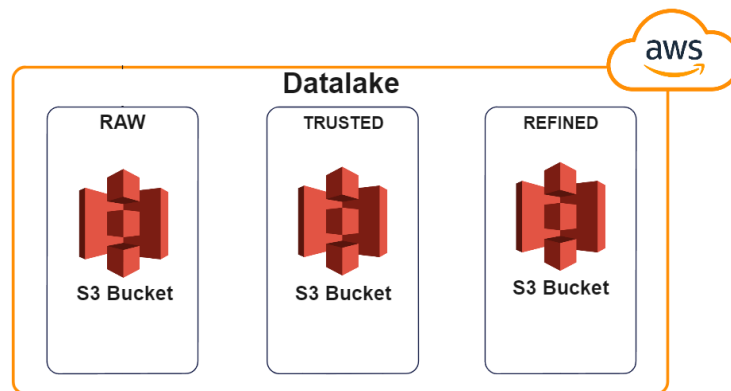 aws
Datalake
RAW
TRUSTED
REFINED
S3 Bucket
S3 Bucket
S3 Bucket